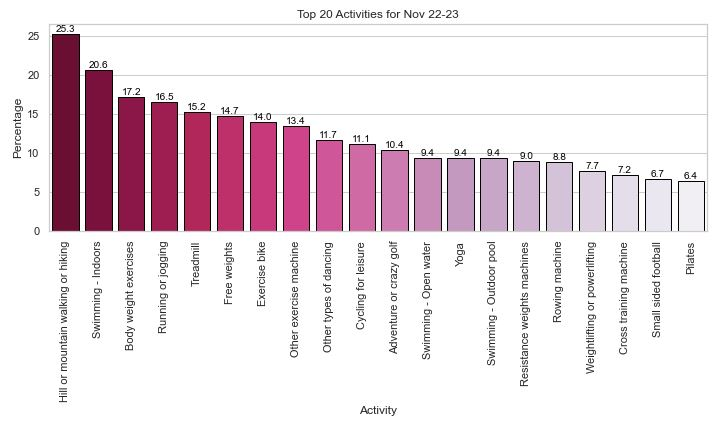 Top 20 Activities for Nov 22-23
Percentage
25
20
15
10
5
0
25.3
20.6
17.2
16.5
15.2
14.7
14.0
13.4
11.7
11.1
10.4
9.4
9.4
9.4
9.0
8.8
7.7
7.2
6.7
6.4
Hill or mountain walking or hiking
Swimming - Indoors
Body weight exercises
Running or jogging
Treadmill
Free weights
Exercise bike
Other exercise machine
Other types of dancing
Cycling for leisure
Adventure or crazy golf
Swimming - Open water
Yoga
Swimming - Outdoor pool
Resistance weights machines
Rowing machine
Weightlifting or powerlifting
Cross training machine
Small sided football
Pilates
Activity